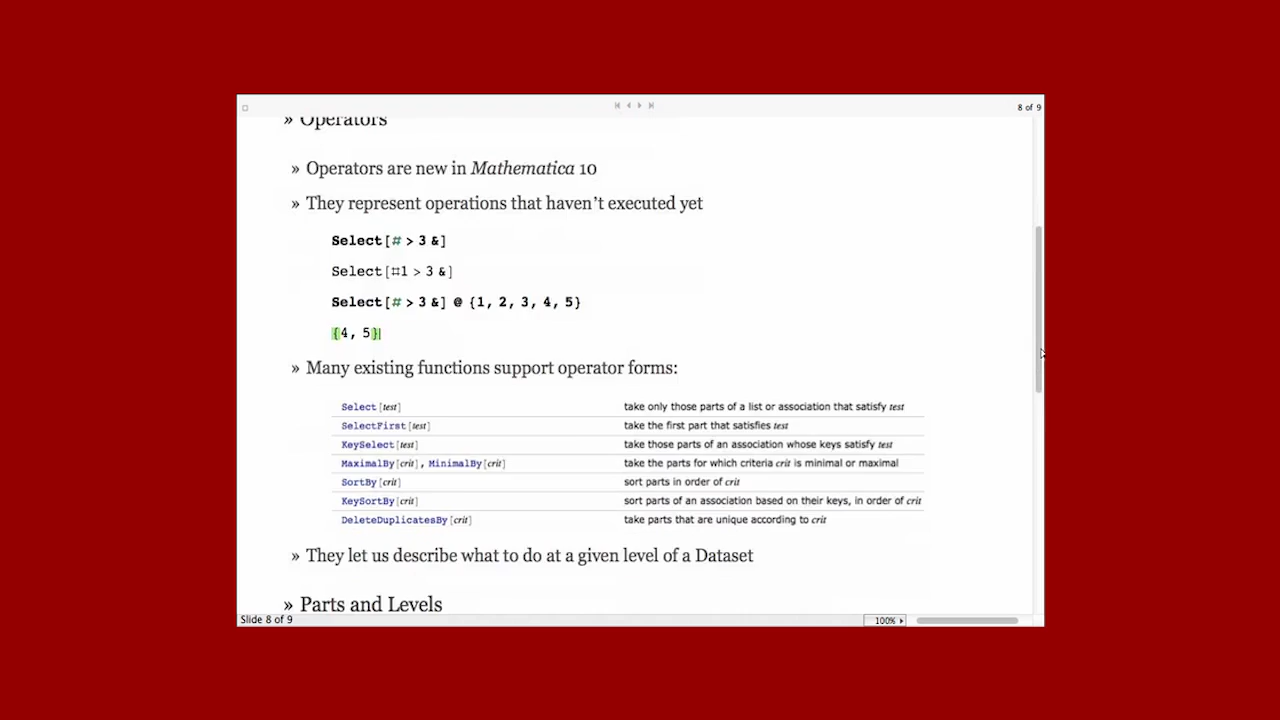 8 of 9
» Operators
» Operators are new in Mathematica 10
» They represent operations that haven't executed yet
Select[# > 3 &]
Select[#1 > 3 &]
Select[# > 3 &] @ {1, 2, 3, 4, 5}
{4, 5}
» Many existing functions support operator forms:
Select[test] take only those parts of a list or association that satisfy test
SelectFirst[test] take the first part that satisfies test
KeySelect[test] take those parts of an association whose keys satisfy test
MaximalBy[crit], MinimalBy[crit] take the parts for which criteria crit is minimal or maximal
SortBy[crit] sort parts in order of crit
KeySortBy[crit] sort parts of an association based on their keys, in order of crit
DeleteDuplicatesBy[crit] take parts that are unique according to crit
» They let us describe what to do at a given level of a Dataset
» Parts and Levels
Slide 8 of 9 100%